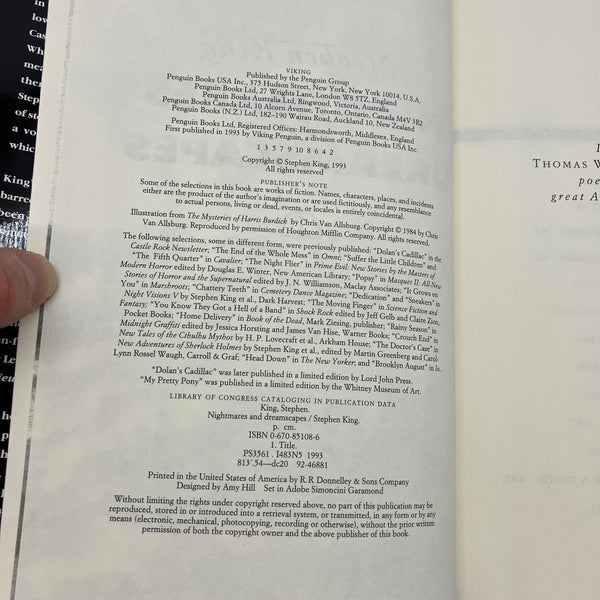 VIKING
Published by the Penguin Group
Penguin Books USA Inc., 375 Hudson Street, New York, New York 10014, U.S.A.
Penguin Books Ltd, 27 Wrights Lane, London W8 5TZ, England
Penguin Books Australia Ltd, Ringwood, Victoria, Australia
Penguin Books Canada Ltd, 10 Alcorn Avenue, Toronto, Ontario, Canada M4V 3B2
Penguin Books (N.Z.) Ltd, 182-190 Wairau Road, Auckland 10, New Zealand
Penguin Books Ltd, Registered Offices: Harmondsworth, Middlesex, England
First published in 1993 by Viking Penguin, a division of Penguin Books USA Inc.
1 3 5 7 9 10 8 6 4 2
Copyright © Stephen King, 1993
All rights reserved
PUBLISHER'S NOTE
Some of the selections in this book are works of fiction. Names, characters, places, and incidents
either are the product of the author's imagination or are used fictitiously, and any resemblance
to actual persons, living or dead, events, or locales is entirely coincidental.
Illustration from The Mysteries of Harris Burdick by Chris Van Allsburg. Copyright © 1984 by Chris
Van Allsburg. Reproduced by permission of Houghton Mifflin Company. All rights reserved.
The following selections, some in different form, were previously published: "Dolan's Cadillac" in the
Castle Rock Newsletter; "The End of the Whole Mess" in Omni; "Suffer the Little Children" and
"The Fifth Quarter" in Cavalier; "The Night Flier" in Prime Evil: New Stories by the Masters of
Modern Horror edited by Douglas E. Winter, New American Library; "Popsy" in Masques II: All-New
Stories of Horror and the Supernatural edited by J. N. Williamson, Maclay Associates; "It Grows on
You" in Marshroots; "Chattery Teeth" in Cemetery Dance Magazine; "Dedication" and "Sneakers" in
Night Visions V by Stephen King et al., Dark Harvest; "The Moving Finger" in Science Fiction and
Fantasy; "You Know They Got a Hell of a Band" in Shock Rock edited by Jeff Gelb and Claire Zion,
Pocket Books; "Home Delivery" in Book of the Dead, Mark Ziesing, publisher; "Rainy Season" in
Midnight Graffiti edited by Jessica Horsting and James Van Hise, Warner Books; "Crouch End" in
New Tales of the Cthulhu Mythos by H. P. Lovecraft et al., Arkham House; "The Doctor's Case" in
New Adventures of Sherlock Holmes by Stephen King et al., edited by Martin Greenberg and Carol-
Lynn Rossel Waugh, Carroll & Graf; "Head Down" in The New Yorker; and "Brooklyn August" in Io.
"Dolan's Cadillac" was later published in a limited edition by Lord John Press.
"My Pretty Pony" was published in a limited edition by the Whitney Museum of Art.
LIBRARY OF CONGRESS CATALOGING IN PUBLICATION DATA
King, Stephen.
Nightmares and dreamscapes / Stephen King.
p. cm.
ISBN 0-670-85108-6
I. Title.
PS3561 .I483N5 1993
813'.54—dc20 92-46881
Printed in the United States of America by R.R. Donnelley & Sons Company
Designed by Amy Hill Set in Adobe Simoncini Garamond
Without limiting the rights under copyright reserved above, no part of this publication may be
reproduced, stored in or introduced into a retrieval system, or transmitted, in any form or by any
means (electronic, mechanical, photocopying, recording or otherwise), without the prior written
permission of both the copyright owner and the above publisher of this book.
THOMAS W
poe
great A